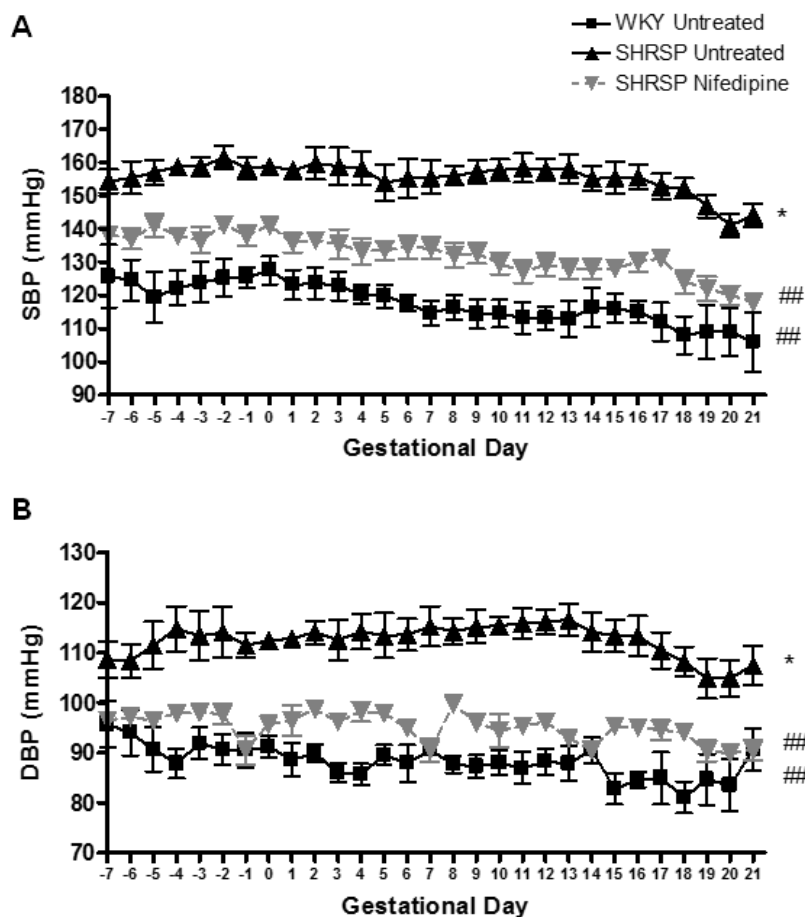 A
WKY Untreated
SHRSP Untreated
SHRSP Nifedipine
180
170
160
150
140
130
120
110
100
90
SBP (mmHg)
*
##
##
-7 -6 -5 -4 -3 -2 -1 0 1 2 3 4 5 6 7 8 9 10 11 12 13 14 15 16 17 18 19 20 21
Gestational Day
B
130
120
110
100
90
80
70
DBP (mmHg)
*
##
##
-7 -6 -5 -4 -3 -2 -1 0 1 2 3 4 5 6 7 8 9 10 11 12 13 14 15 16 17 18 19 20 21
Gestational Day